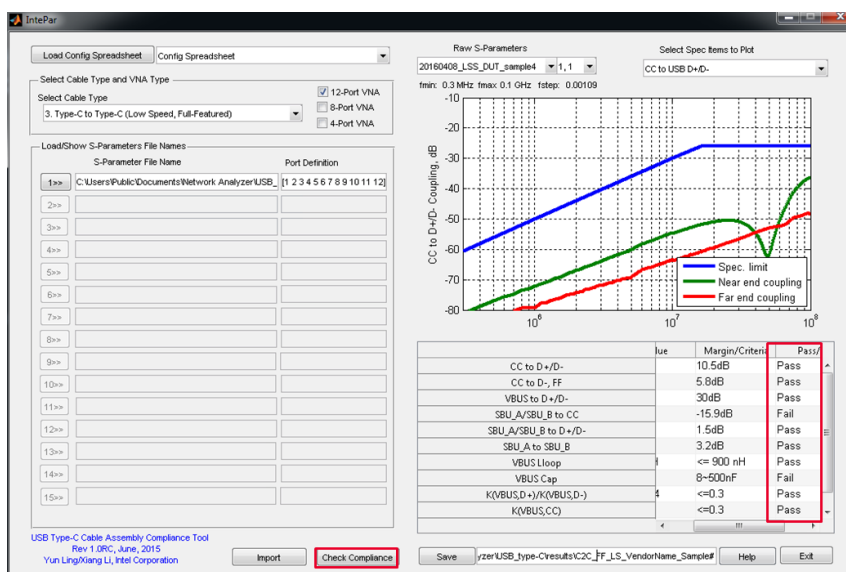 IntePar
Load Config Spreadsheet
Config Spreadsheet
Select Cable Type and VNA Type
Select Cable Type
3. Type-C to Type-C (Low Speed, Full-Featured)
12-Port VNA
8-Port VNA
4-Port VNA
Load/Show S-Parameters File Names
S-Parameter File Name
Port Definition
1>>
C:\Users\Public\Documents\Network Analyzer\USB_
[1 2 3 4 5 6 7 8 9 10 11 12]
2>>
3>>
4>>
5>>
6>>
7>>
8>>
9>>
10>>
11>>
12>>
13>>
14>>
15>>
USB Type-C Cable Assembly Compliance Tool
Rev 1.0RC, June, 2015
Yun Ling/Xiang Li, Intel Corporation
Import
Check Compliance
Raw S-Parameters
20160408_LSS_DUT_sample4
1, 1
Select Spec Items to Plot
CC to USB D+/D-
fmin: 0.3 MHz fmax: 0.1 GHz fstep: 0.00109
CC to D+/D- Coupling, dB
-10
-20
-30
-40
-50
-60
-70
-80
10^6
10^7
10^8
Spec. limit
Near end coupling
Far end coupling
lue Margin/Criteria Pass/
CC to D+/D- 10.5dB Pass
CC to D-, FF 5.8dB Pass
VBUS to D+/D- 30dB Pass
SBU_A/SBU_B to CC -15.9dB Fail
SBU_A/SBU_B to D+/D- 1.5dB Pass
SBU_A to SBU_B 3.2dB Pass
VBUS Lloop <= 900 nH Pass
VBUS Cap 8~500nF Fail
K(VBUS,D+)/K(VBUS,D-) 4 <=0.3 Pass
K(VBUS,CC) <=0.3 Pass
Save
yzer\USB_type-C\results\C2C_FF_LS_VendorName_Sample#
Help
Exit